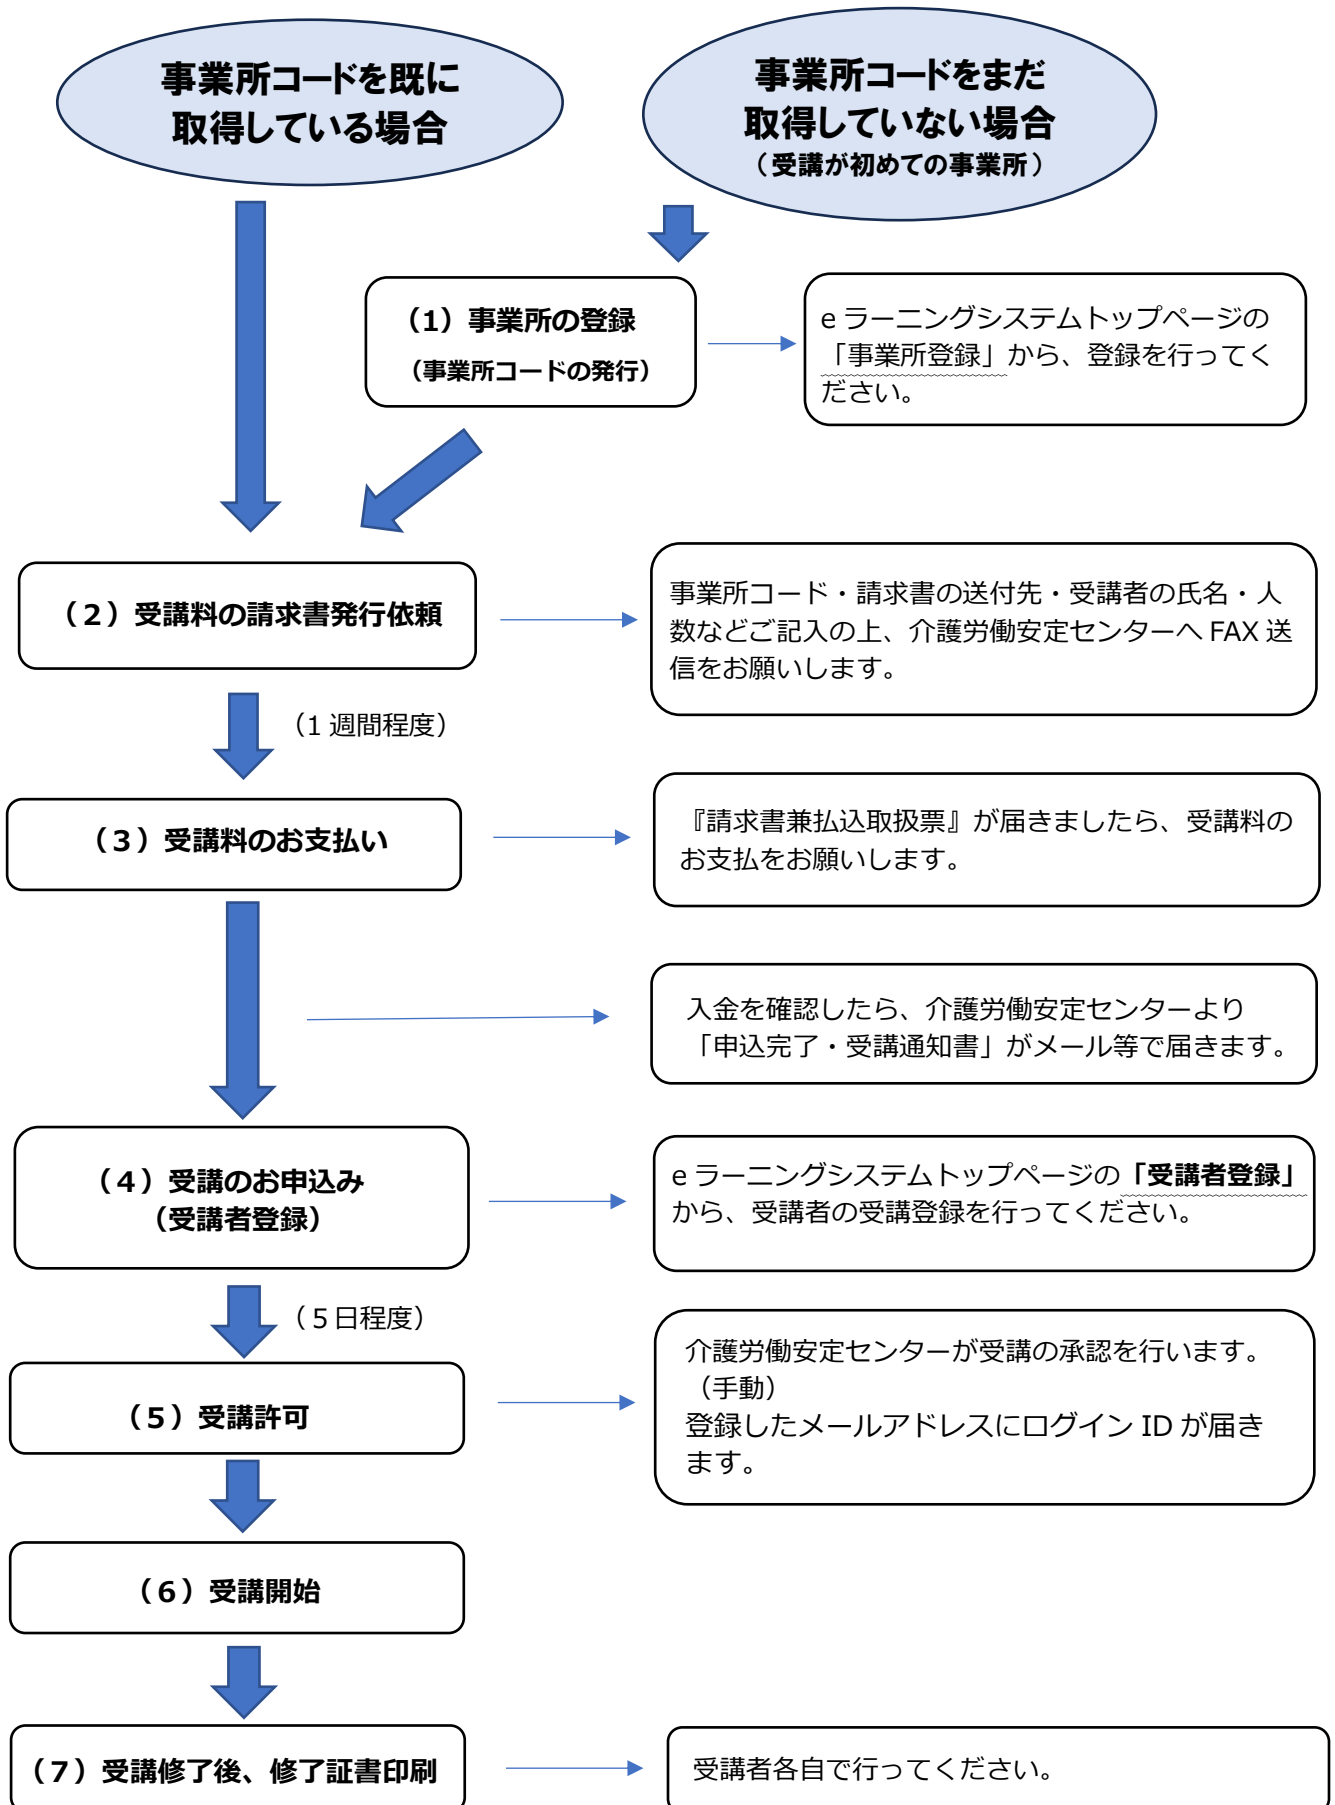 事業所コードを既に
取得している場合
事業所コードをまだ
取得していない場合
（受講が初めての事業所）
（1）事業所の登録
（事業所コードの発行）
e ラーニングシステムトップページの
「事業所登録」から、登録を行ってく
ださい。
（２）受講料の請求書発行依頼
事業所コード・請求書の送付先・受講者の氏名・人
数などご記入の上、介護労働安定センターへ FAX 送
信をお願いします。
（1 週間程度）
（３）受講料のお支払い
『請求書兼払込取扱票』が届きましたら、受講料の
お支払をお願いします。
入金を確認したら、介護労働安定センターより
「申込完了・受講通知書」がメール等で届きます。
（４）受講のお申込み
（受講者登録）
e ラーニングシステムトップページの「受講者登録」
から、受講者の受講登録を行ってください。
（５日程度）
（５）受講許可
介護労働安定センターが受講の承認を行います。
（手動）
登録したメールアドレスにログイン ID が届き
ます。
（６）受講開始
（７）受講修了後、修了証書印刷
受講者各自で行ってください。